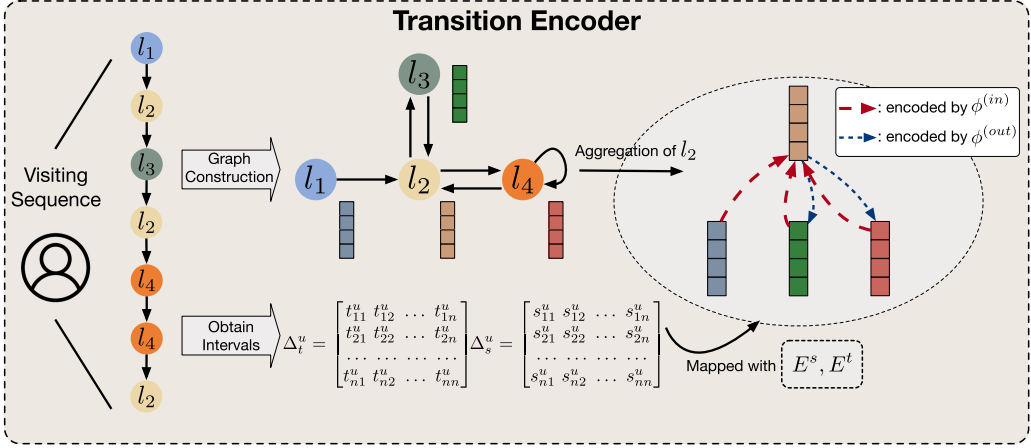 Transition Encoder
Visiting
Sequence
l₁
l₂
l₃
l₂
l₄
l₄
l₂
Graph
Construction
l₃
l₁ l₂ l₄
Aggregation of l₂
: encoded by ϕ⁽ⁱⁿ⁾
: encoded by ϕ⁽ᵒᵘᵗ⁾
Obtain
Intervals
Δᵤₜ = [t₁₁ᵘ t₁₂ᵘ … t₁ₙᵘ
t₂₁ᵘ t₂₂ᵘ … t₂ₙᵘ
… … … …
tₙ₁ᵘ tₙ₂ᵘ … tₙₙᵘ]
Δₛᵘ = [s₁₁ᵘ s₁₂ᵘ … s₁ₙᵘ
s₂₁ᵘ s₂₂ᵘ … s₂ₙᵘ
… … … …
sₙ₁ᵘ sₙ₂ᵘ … sₙₙᵘ]
Mapped with
Eˢ, Eᵗ